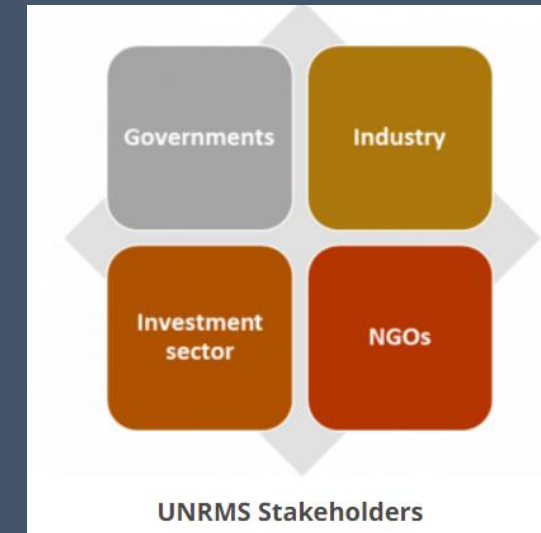 Governments
Industry
Investment
sector
NGOs
UNRMS Stakeholders